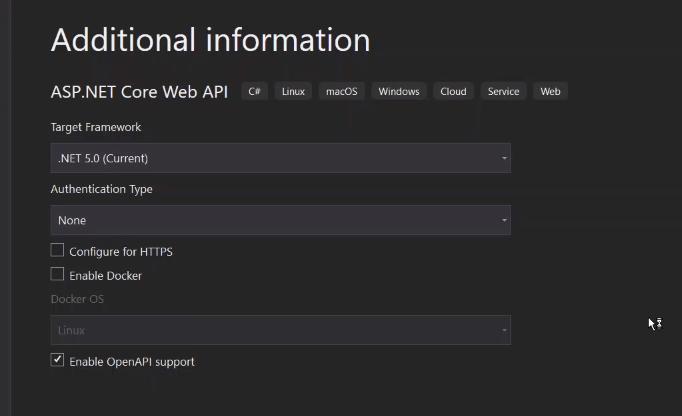 Additional information
ASP.NET Core Web API C# Linux macOS Windows Cloud Service Web
Target Framework
.NET 5.0 (Current)
Authentication Type
None
Configure for HTTPS
Enable Docker
Docker OS
Linux
Enable OpenAPI support